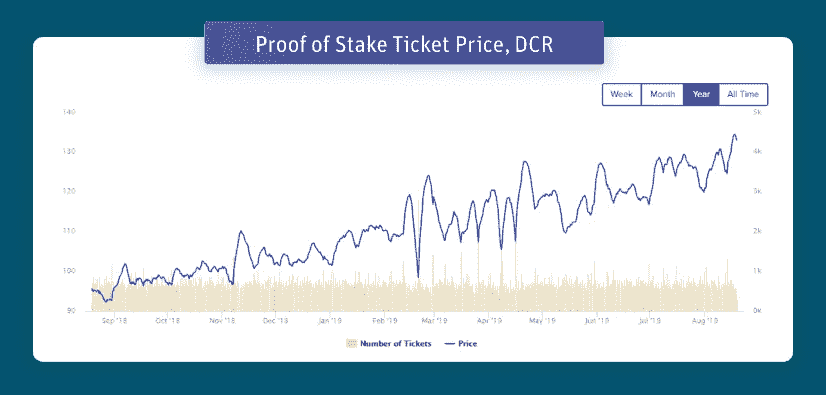 Proof of Stake Ticket Price, DCR
Week Month Year All Time
140 5k
130 4k
120 3k
110 2k
100 1k
90 0k
Sep '18 Oct '18 Nov '18 Dec '18 Jan '19 Feb '19 Mar '19 Apr '19 May '19 Jun '19 Jul '19 Aug '19
Number of Tickets Price